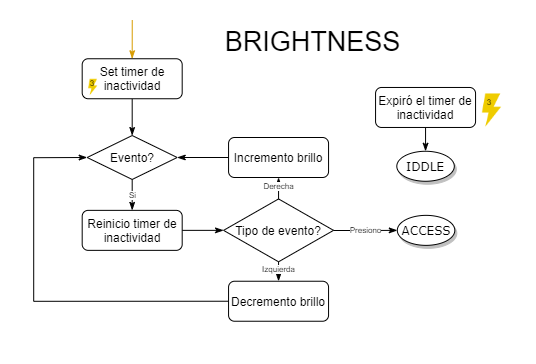 BRIGHTNESS
Set timer de
inactividad
3
Expiró el timer de
inactividad
3
Evento?
Incremento brillo
IDDLE
Si
Derecha
Reinicio timer de
inactividad
Tipo de evento?
Presiono
ACCESS
Izquierda
Decremento brillo